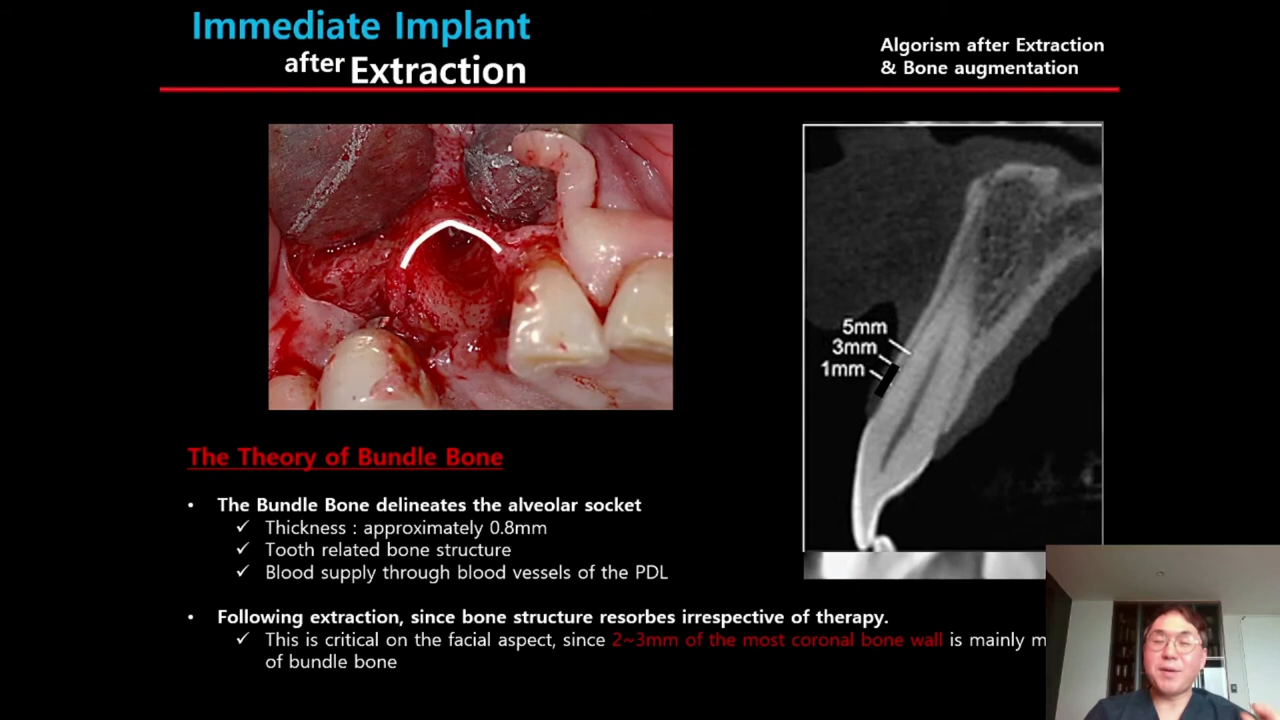 Immediate Implant
after Extraction
Algorism after Extraction
& Bone augmentation
5mm
3mm
1mm
The Theory of Bundle Bone
• The Bundle Bone delineates the alveolar socket
✓ Thickness : approximately 0.8mm
✓ Tooth related bone structure
✓ Blood supply through blood vessels of the PDL
• Following extraction, since bone structure resorbes irrespective of therapy.
✓ This is critical on the facial aspect, since 2~3mm of the most coronal bone wall is mainly m
of bundle bone